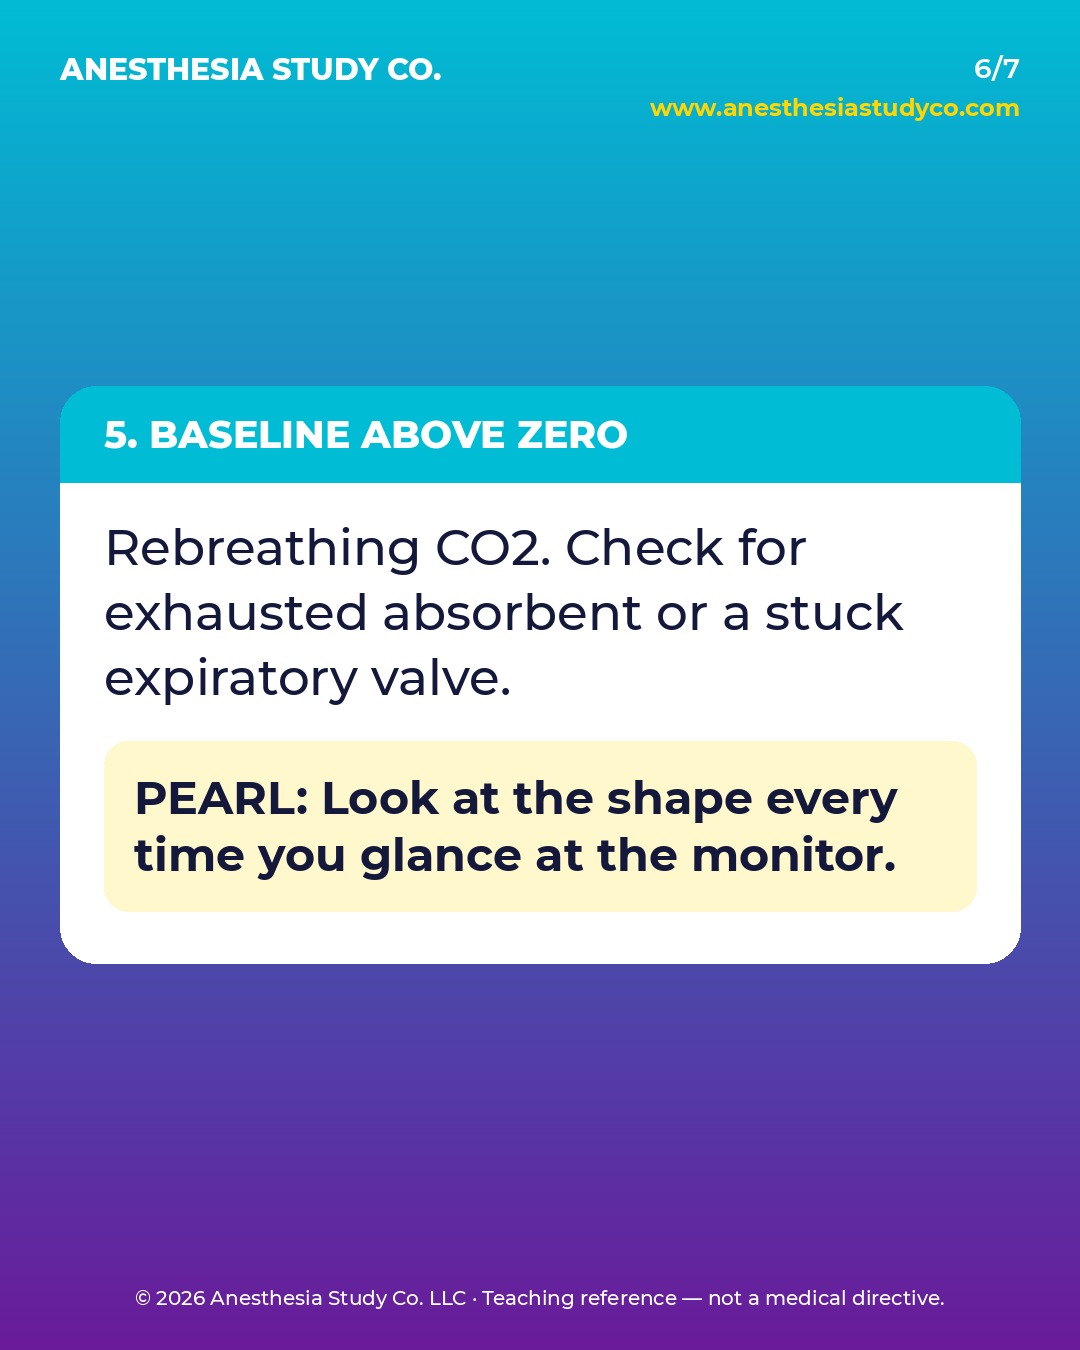 ANESTHESIA STUDY CO.
6/7
www.anesthesiastudyco.com
5. BASELINE ABOVE ZERO
Rebreathing CO2. Check for
exhausted absorbent or a stuck
expiratory valve.
PEARL: Look at the shape every
time you glance at the monitor.
© 2026 Anesthesia Study Co. LLC · Teaching reference — not a medical directive.